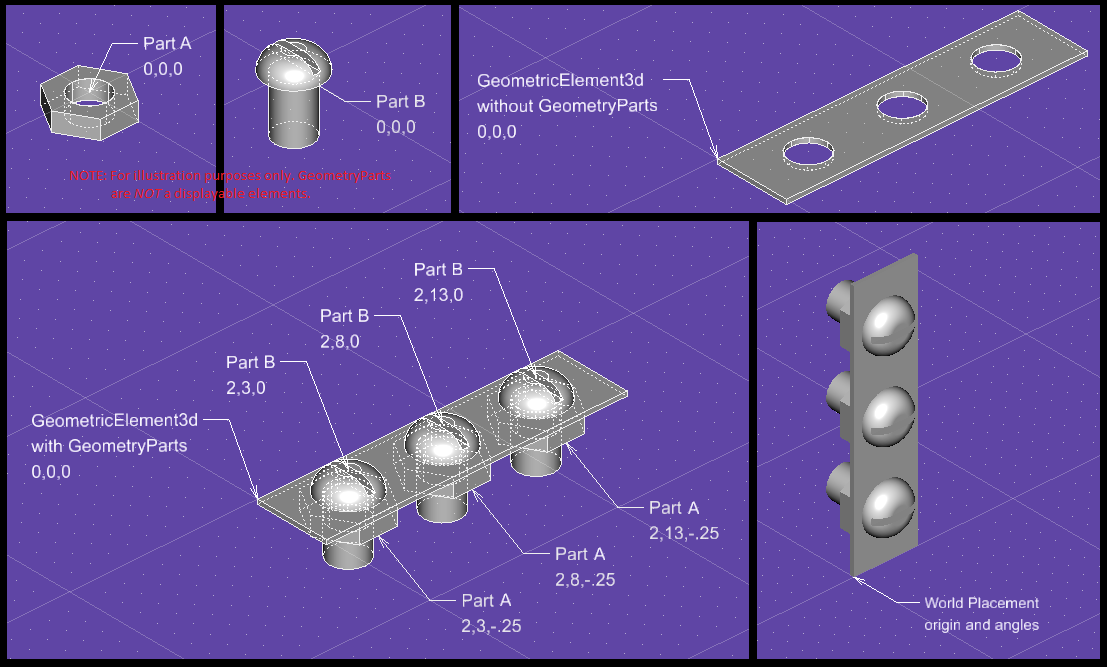 Part A
0,0,0
Part B
0,0,0
NOTE: For illustration purposes only. GeometryParts
are NOT a displayable elements.
GeometricElement3d
without GeometryParts
0,0,0
Part B
2,13,0
Part B
2,8,0
Part B
2,3,0
GeometricElement3d
with GeometryParts
0,0,0
Part A
2,13,-.25
Part A
2,8,-.25
Part A
2,3,-.25
World Placement
origin and angles